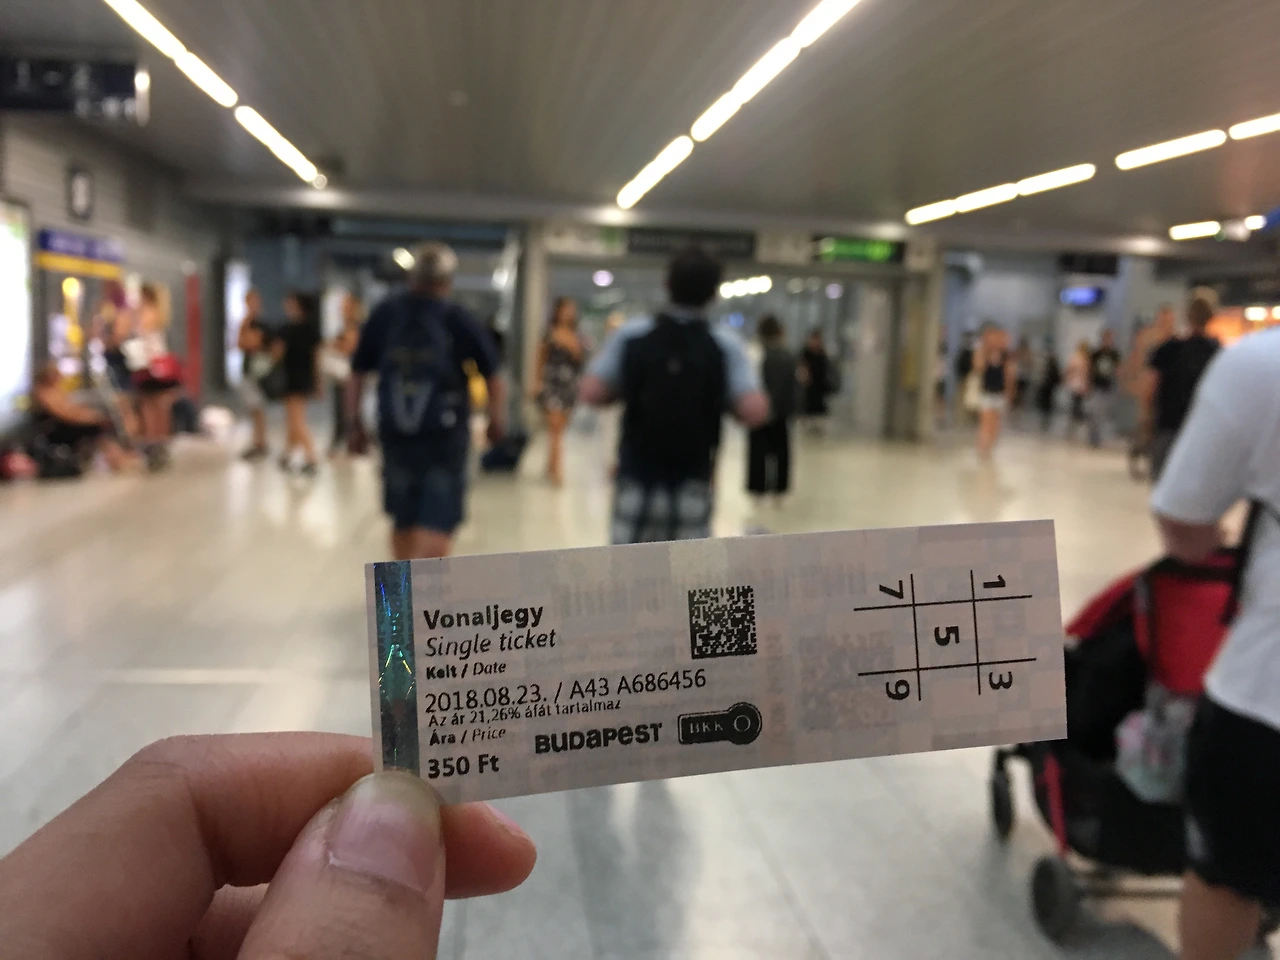 Vonaljegy
Single ticket
Kelt / Date
2018.08.23. / A43 A686456
Az ár 21,26% áfát tartalmaz
Ára / Price
350 Ft
BUDAPEST BKK
1
7
5
3
9